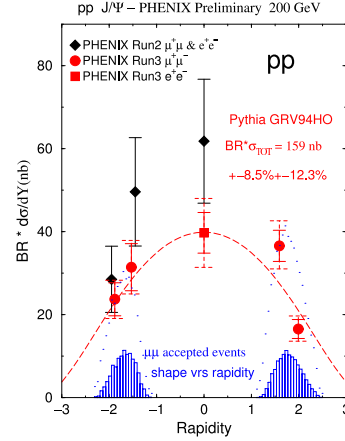 pp J/Ψ – PHENIX Preliminary 200 GeV
PHENIX Run2 μ⁺μ⁻ & e⁺e⁻
PHENIX Run3 μ⁺μ⁻
PHENIX Run3 e⁺e⁻
pp
Pythia GRV94HO
BR*σTOT = 159 nb
+−8.5%+−12.3%
BR * dσ/dY(nb)
80
60
40
20
0
μμ accepted events
shape vrs rapidity
−3 −2 −1 0 1 2 3
Rapidity